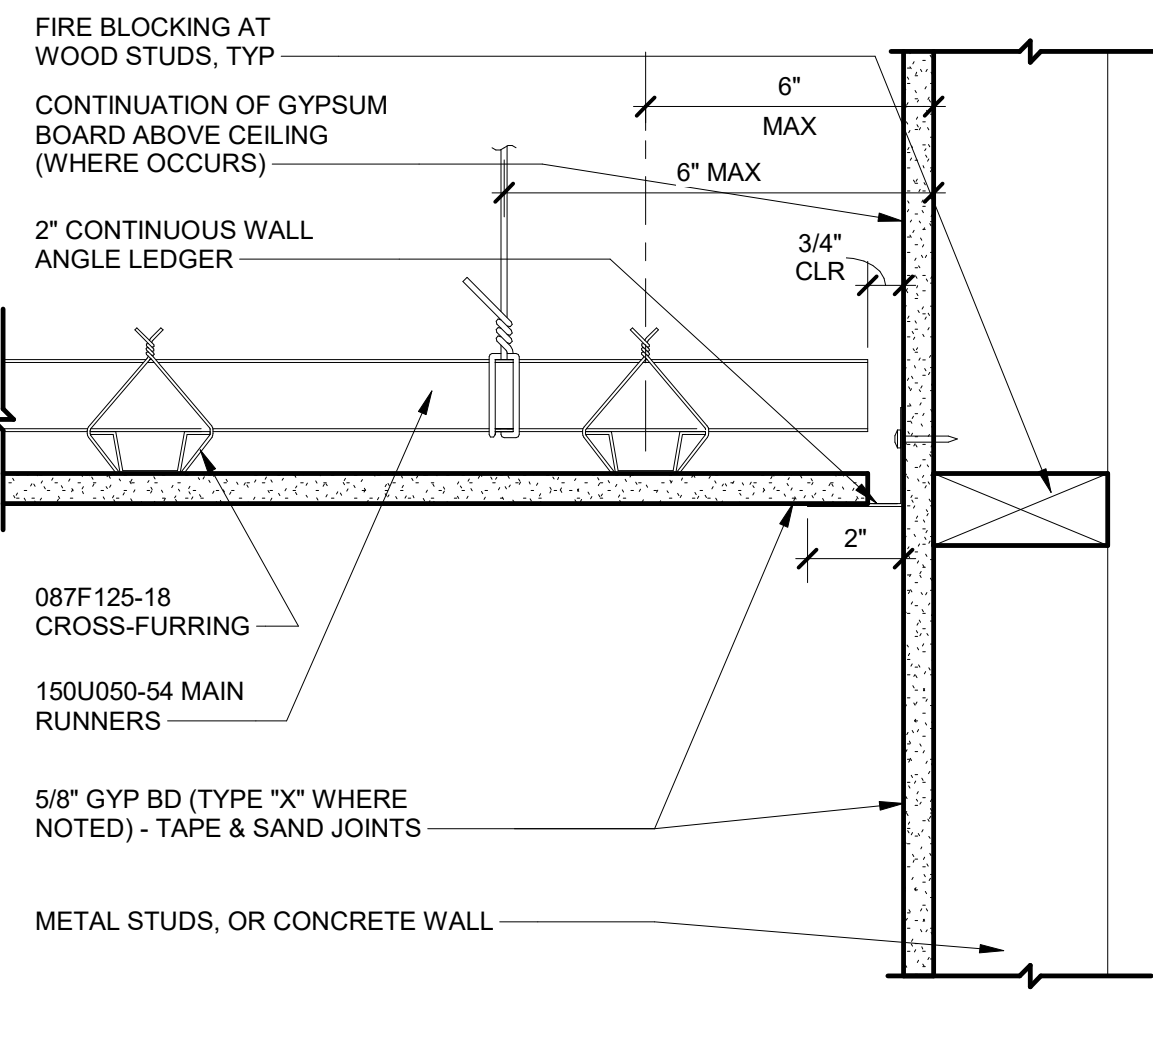 FIRE BLOCKING AT
WOOD STUDS, TYP
CONTINUATION OF GYPSUM
BOARD ABOVE CEILING
(WHERE OCCURS)
2" CONTINUOUS WALL
ANGLE LEDGER
6"
MAX
6" MAX
3/4"
CLR
2"
087F125-18
CROSS-FURRING
150U050-54 MAIN
RUNNERS
5/8" GYP BD (TYPE "X" WHERE
NOTED) - TAPE & SAND JOINTS
METAL STUDS, OR CONCRETE WALL